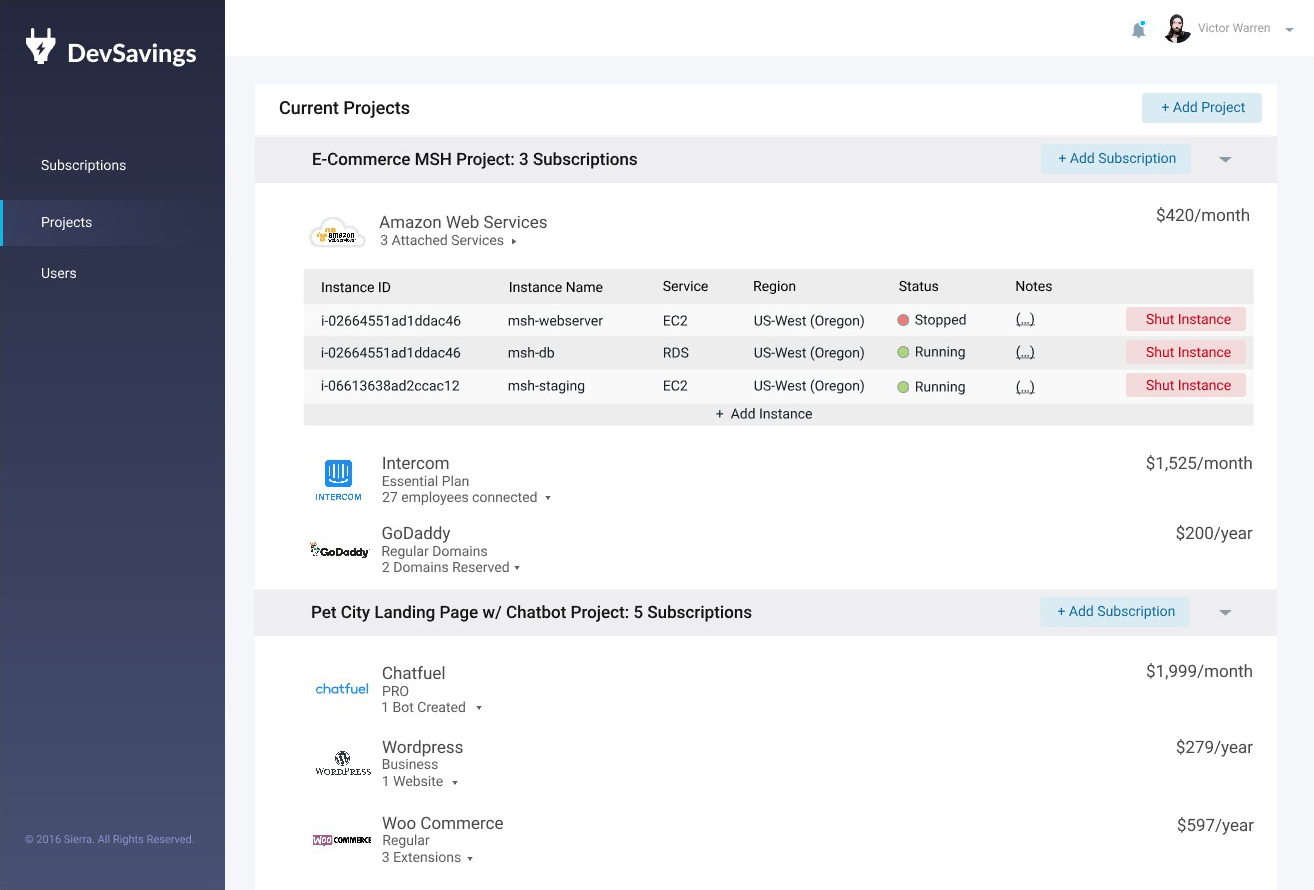 DevSavings
Victor Warren
Subscriptions
Projects
Users
© 2016 Sierra. All Rights Reserved.
Current Projects
+ Add Project
E-Commerce MSH Project: 3 Subscriptions
+ Add Subscription
amazon
Amazon Web Services
$420/month
3 Attached Services
Instance ID Instance Name Service Region Status Notes
i-02664551ad1ddac46 msh-webserver EC2 US-West (Oregon) Stopped (...) Shut Instance
i-02664551ad1ddac46 msh-db RDS US-West (Oregon) Running (...) Shut Instance
i-06613638ad2ccac12 msh-staging EC2 US-West (Oregon) Running (...) Shut Instance
+ Add Instance
INTERCOM
Intercom
$1,525/month
Essential Plan
27 employees connected
GoDaddy
GoDaddy
$200/year
Regular Domains
2 Domains Reserved
Pet City Landing Page w/ Chatbot Project: 5 Subscriptions
+ Add Subscription
chatfuel
Chatfuel
$1,999/month
PRO
1 Bot Created
WORDPRESS
Wordpress
$279/year
Business
1 Website
WOO COMMERCE
Woo Commerce
$597/year
Regular
3 Extensions